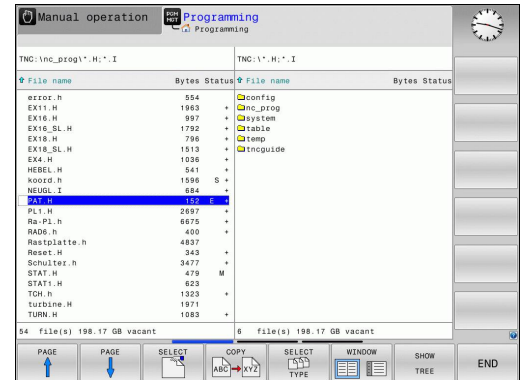 Manual operation
PGM
MGT
Programming
Programming
TNC:\nc_prog\*.H;*.I
TNC:\*.H;*.I
File name Bytes Status
File name Bytes Status
error.h 554
EX11.H 1963 +
EX16.H 997 +
EX16_SL.H 1792 +
EX18.H 796 +
EX18_SL.H 1513 +
EX4.H 1036 +
HEBEL.H 541 +
koord.h 1596 S +
NEUGL.I 684 +
PAT.H 152 E +
PL1.H 2697 +
Ra-Pl.h 6675 +
RAD6.h 400 +
Rastplatte.h 4837
Reset.H 343 +
Schulter.h 3477 +
STAT.H 479 M
STAT1.H 623
TCH.h 1323 +
turbine.H 1971
TURN.H 1083 +
config
nc_prog
system
table
temp
tncguide
54 file(s) 198.17 GB vacant
6 file(s) 198.17 GB vacant
PAGE
PAGE
SELECT
COPY
ABC XYZ
SELECT
TYPE
WINDOW
SHOW
TREE
END